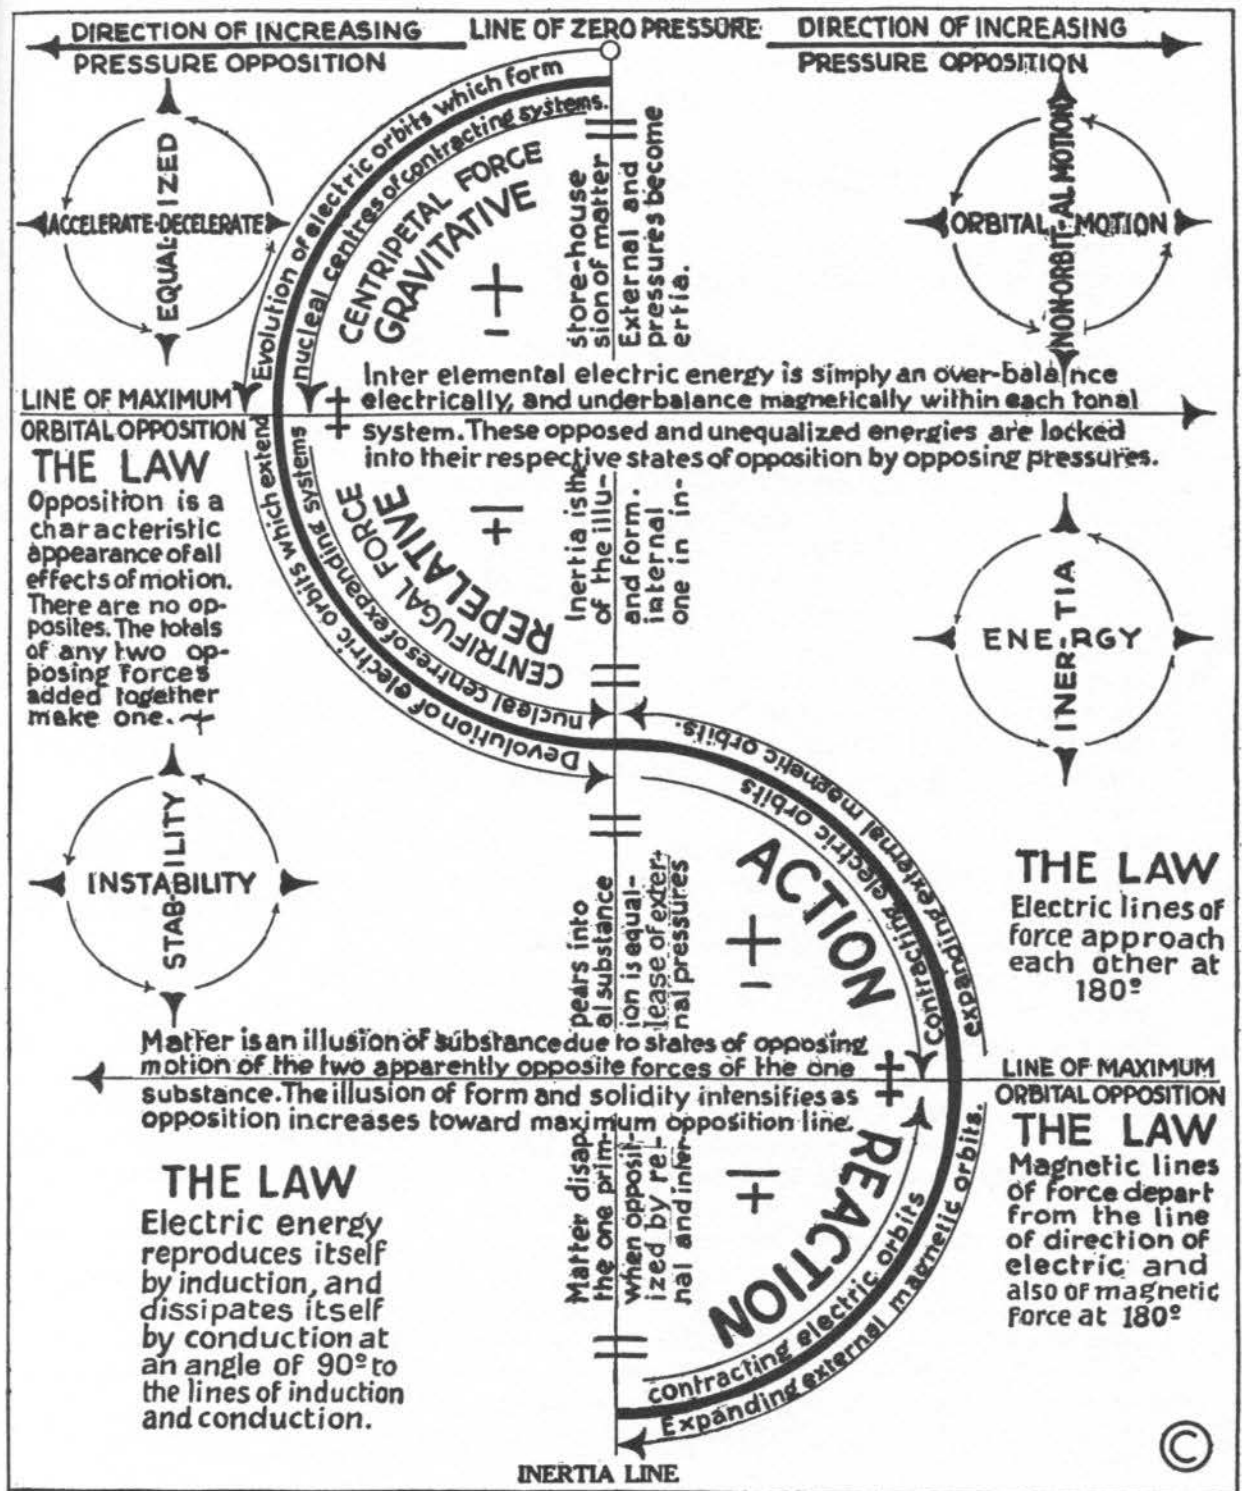 DIRECTION OF INCREASING
PRESSURE OPPOSITION
LINE OF ZERO PRESSURE
DIRECTION OF INCREASING
PRESSURE OPPOSITION
EQUAL-IZED
ACCELERATE-DECELERATE
Evolution of electric orbits which form
nuclear centres of contracting systems.
CENTRIPETAL FORCE
GRAVITATIVE
+
-
store-house
sion of matter
External and
pressures become
ertia.
NON-ORBIT-AL MOTION
ORBITAL-MOTION
LINE OF MAXIMUM
ORBITAL OPPOSITION
Inter elemental electric energy is simply an over-balance
electrically, and underbalance magnetically within each tonal
system. These opposed and unequalized energies are locked
into their respective states of opposition by opposing pressures.
THE LAW
Opposition is a
characteristic
appearance of all
effects of motion.
There are no op-
posites. The totals
of any two op-
posing forces
added together
make one.
Devolution of electric orbits which extend
nuclear centres of expanding systems
CENTRIFUGAL FORCE
REPELATIVE
-
+
Inertia is the
of the illu-
and form.
internal
one in in-
ENE-RGY
INER-TIA
STAB-ILITY
INSTABILITY
expanding external magnetic orbits.
contracting electric orbits
ACTION
+
-
pears into
al substance
ion is equal-
lease of exter-
nal pressures
THE LAW
Electric lines of
force approach
each other at
180º
Matter is an illusion of substance due to states of opposing
motion of the two apparently opposite forces of the one
substance. The illusion of form and solidity intensifies as
opposition increases toward maximum opposition line.
LINE OF MAXIMUM
ORBITAL OPPOSITION
THE LAW
Magnetic lines
of force depart
from the line
of direction of
electric and
also of magnetic
force at 180º
THE LAW
Electric energy
reproduces itself
by induction, and
dissipates itself
by conduction at
an angle of 90º to
the lines of induction
and conduction.
Matter disap
the one prim-
when opposit-
ized by re-
nal and inter
REACTION
-
+
contracting electric orbits
Expanding external magnetic orbits.
INERTIA LINE
©